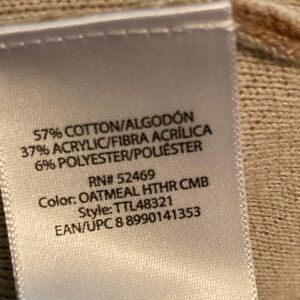 57% COTTON/ALGODÓN
37% ACRYLIC/FIBRA ACRÍLICA
6% POLYESTER/POLIÉSTER
RN# 52469
Color: OATMEAL HTHR CMB
Style: TTL48321
EAN/UPC 8 8990141353